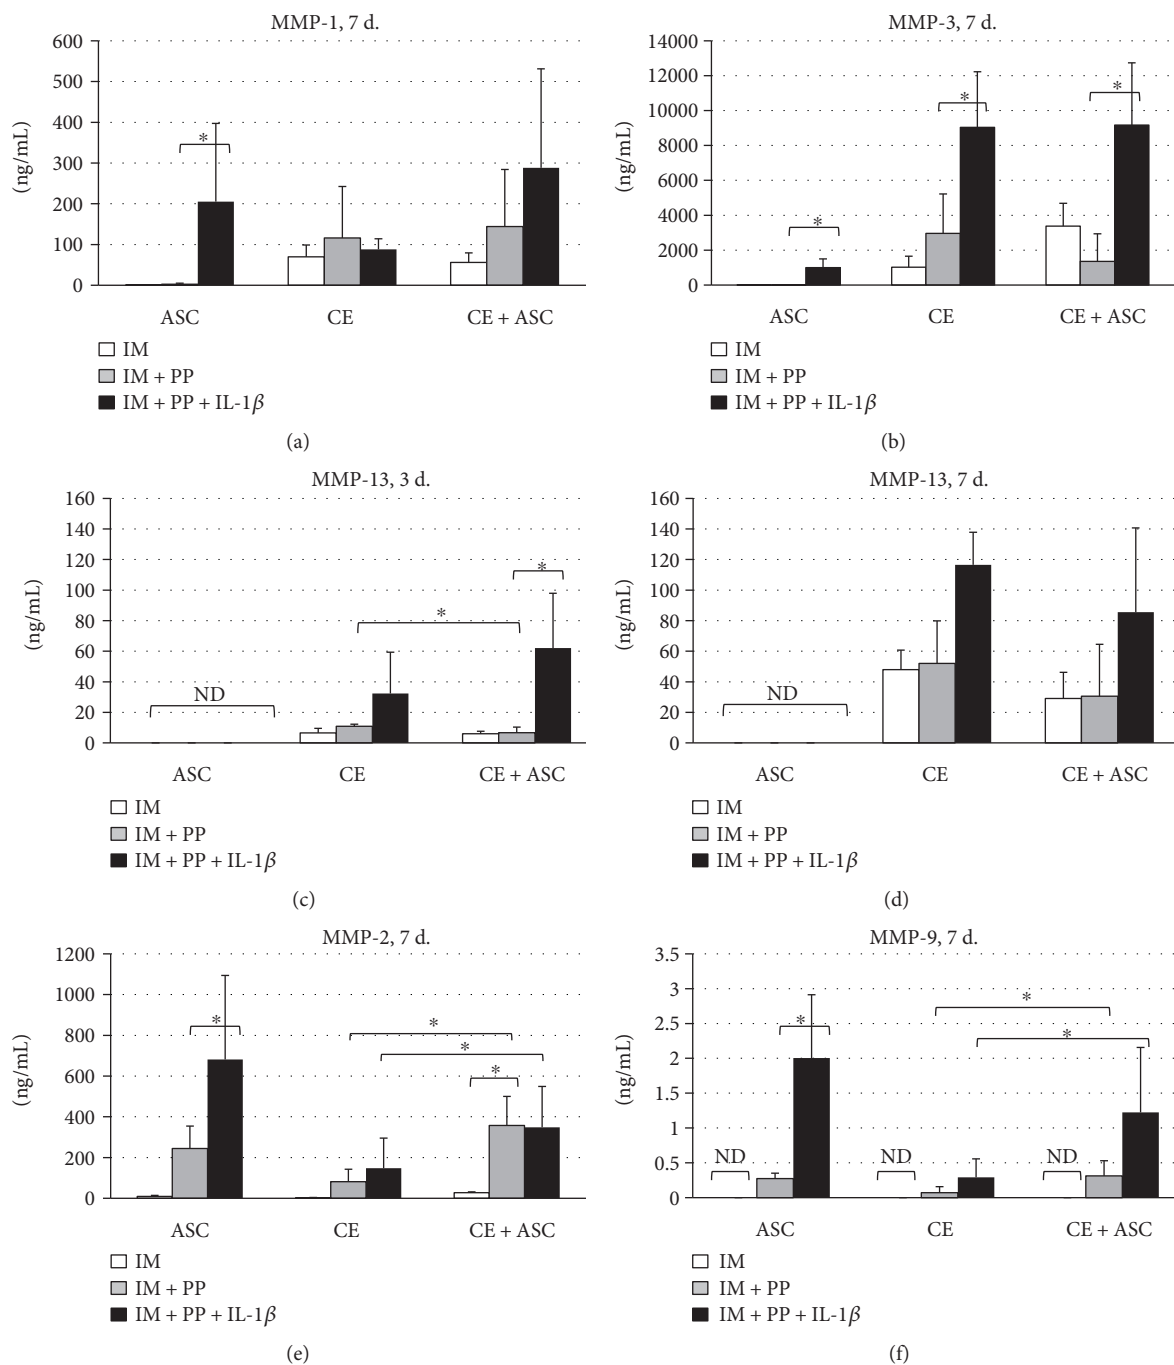 MMP-1, 7 d.
600
500
400
300
200
100
0
(ng/mL)
*
ASC CE CE + ASC
IM
IM + PP
IM + PP + IL-1β
(a)
MMP-3, 7d.
14000
12000
10000
8000
6000
4000
2000
0
(ng/mL)
* * *
ASC CE CE + ASC
IM
IM + PP
IM + PP + IL-1β
(b)
MMP-13, 3 d.
160
140
120
100
80
60
40
20
0
(ng/mL)
*
*
ND
ASC CE CE + ASC
IM
IM + PP
IM + PP + IL-1β
(c)
MMP-13, 7 d.
160
140
120
100
80
60
40
20
0
(ng/mL)
ND
ASC CE CE + ASC
IM
IM + PP
IM + PP + IL-1β
(d)
MMP-2, 7 d.
1200
1000
800
600
400
200
0
(ng/mL)
* *
*
*
ASC CE CE + ASC
IM
IM + PP
IM + PP + IL-1β
(e)
MMP-9, 7 d.
3.5
3
2.5
2
1.5
1
0.5
0
(ng/mL)
*
*
*
ND ND ND
ASC CE CE + ASC
IM
IM + PP
IM + PP + IL-1β
(f)